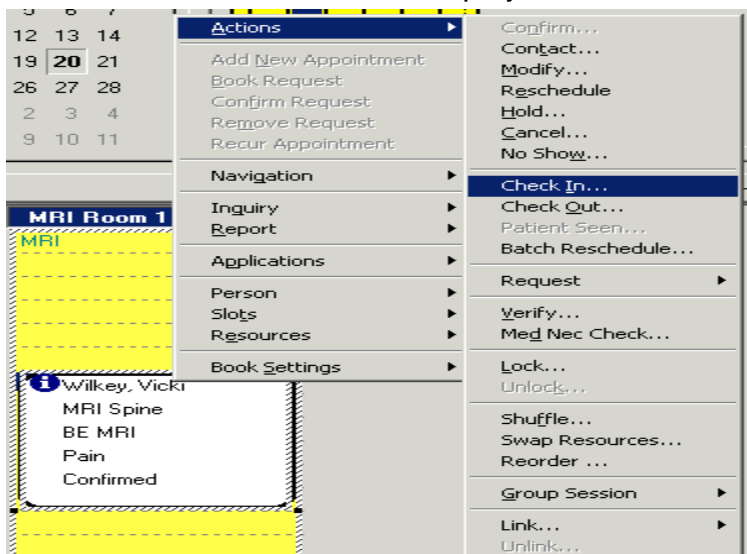 5 6 7
12 13 14
19 20 21
26 27 28
2 3 4
9 10 11
MRI Room 1
MRI
Wilkey, Vicki
MRI Spine
BE MRI
Pain
Confirmed
Actions
Add New Appointment
Book Request
Confirm Request
Remove Request
Recur Appointment
Navigation
Inquiry
Report
Applications
Person
Slots
Resources
Book Settings
Confirm...
Contact...
Modify...
Reschedule
Hold...
Cancel...
No Show...
Check In...
Check Out...
Patient Seen...
Batch Reschedule...
Request
Verify...
Med Nec Check...
Lock...
Unlock...
Shuffle...
Swap Resources...
Reorder ...
Group Session
Link...
Unlink...